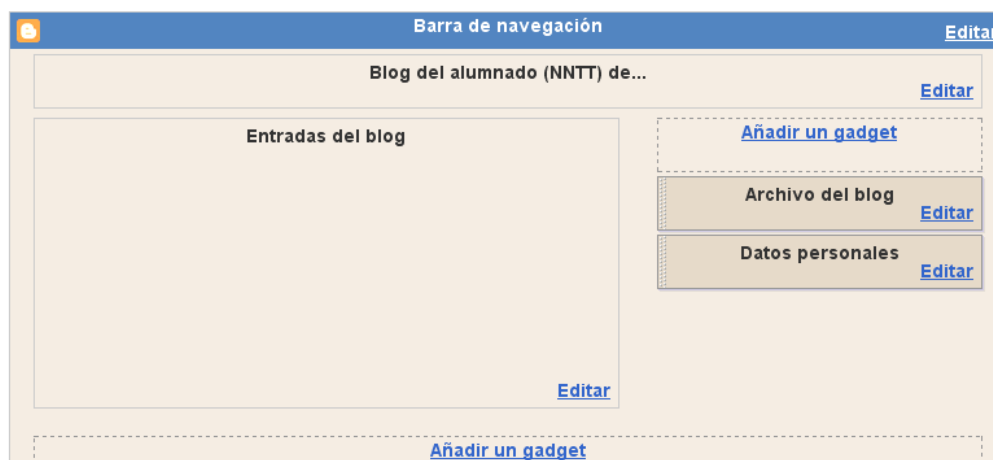 Barra de navegación
Editar
Blog del alumnado (NNTT) de...
Editar
Entradas del blog
Editar
Añadir un gadget
Archivo del blog
Editar
Datos personales
Editar
Añadir un gadget